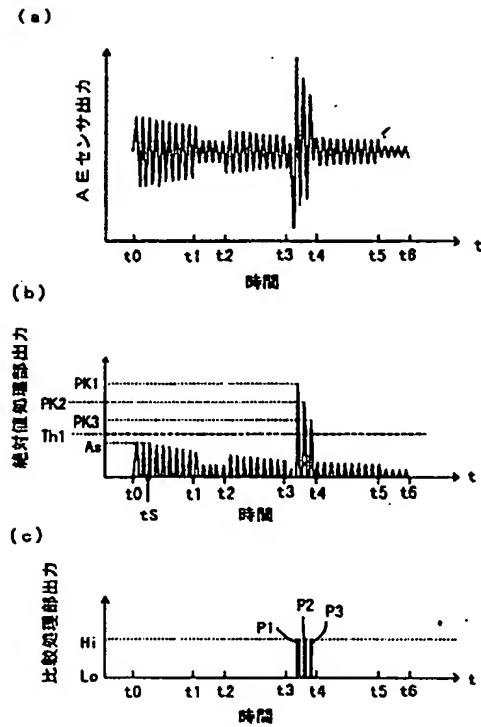 (a)
AEセンサ出力
t0 t1 t2 t3 t4 t5 t6 t
時間
(b)
絶対値処理部出力
PK1
PK2
PK3
Th1
As
t0 t1 t2 t3 t4 t5 t6 t
tS
時間
(c)
比較処理部出力
P1 P2 P3
Hi
Lo
t0 t1 t2 t3 t4 t5 t6 t
時間